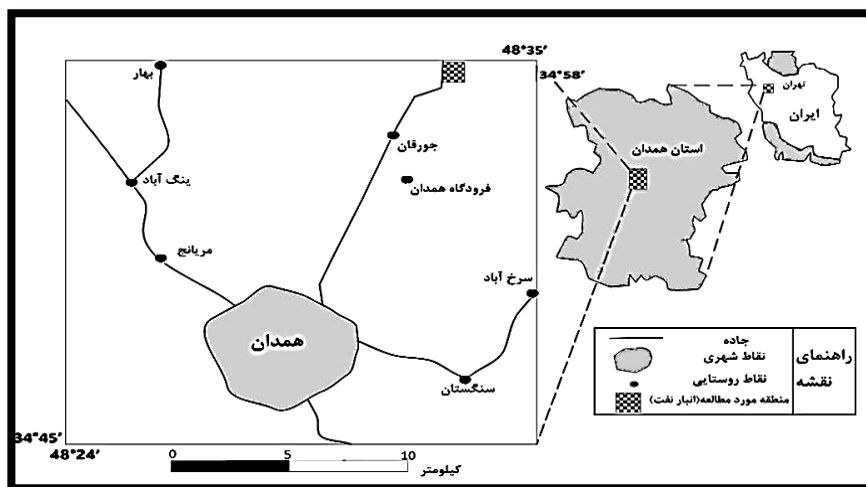 48°35′
34°58′
بهار
جورقان
ینگ آباد
فرودگاه همدان
مریانج
سرخ آباد
همدان
سنگستان
34°45′
48°24′
0 5 10
کیلومتر
تهران
ایران
استان همدان
راهنمای
نقشه
جاده
نقاط شهری
نقاط روستایی
منطقه مورد مطالعه(انبار نفت)